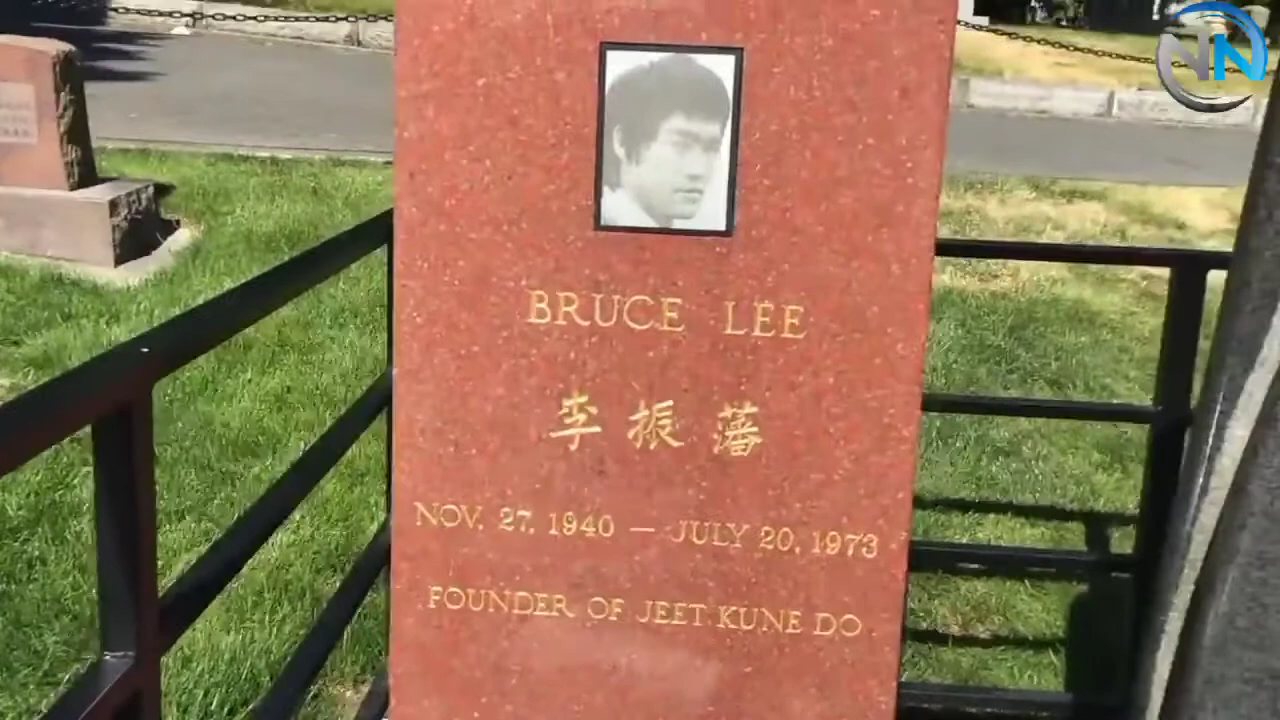 BRUCE LEE
李振藩
NOV. 27, 1940 — JULY 20, 1973
FOUNDER OF JEET KUNE DO